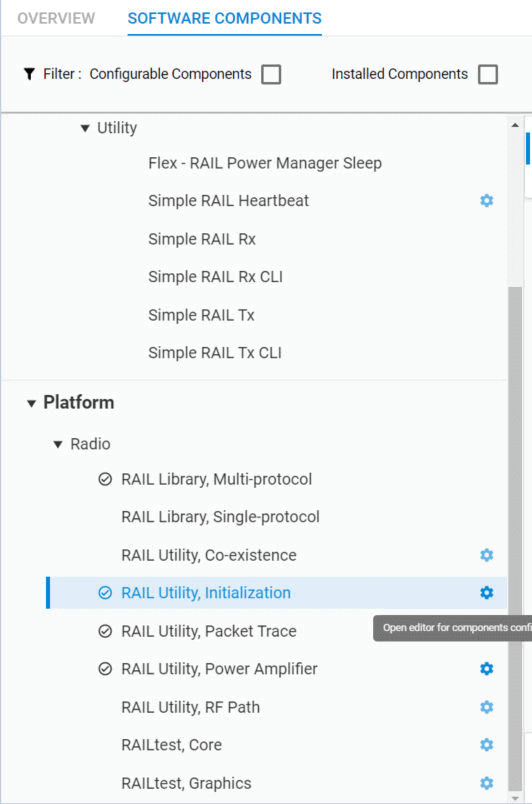 OVERVIEW SOFTWARE COMPONENTS
Filter : Configurable Components Installed Components
Utility
Flex - RAIL Power Manager Sleep
Simple RAIL Heartbeat
Simple RAIL Rx
Simple RAIL Rx CLI
Simple RAIL Tx
Simple RAIL Tx CLI
Platform
Radio
RAIL Library, Multi-protocol
RAIL Library, Single-protocol
RAIL Utility, Co-existence
RAIL Utility, Initialization
Open editor for components confi
RAIL Utility, Packet Trace
RAIL Utility, Power Amplifier
RAIL Utility, RF Path
RAILtest, Core
RAILtest, Graphics